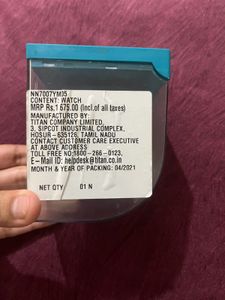 NN7007YM05
CONTENT: WATCH
MRP Rs.1 675.00 (Incl.of all taxes)
MANUFACTURED BY:
TITAN COMPANY LIMITED,
3, SIPCOT INDUSTRIAL COMPLEX,
HOSUR – 635126, TAMIL NADU
CONTACT CUSTOMER CARE EXECUTIVE
AT ABOVE ADDRESS
TOLL FREE NO:1800-266-0123,
E – Mail ID: helpdesk@titan.co.in
MONTH & YEAR OF PACKING: 04/2021
NET QTY 01 N